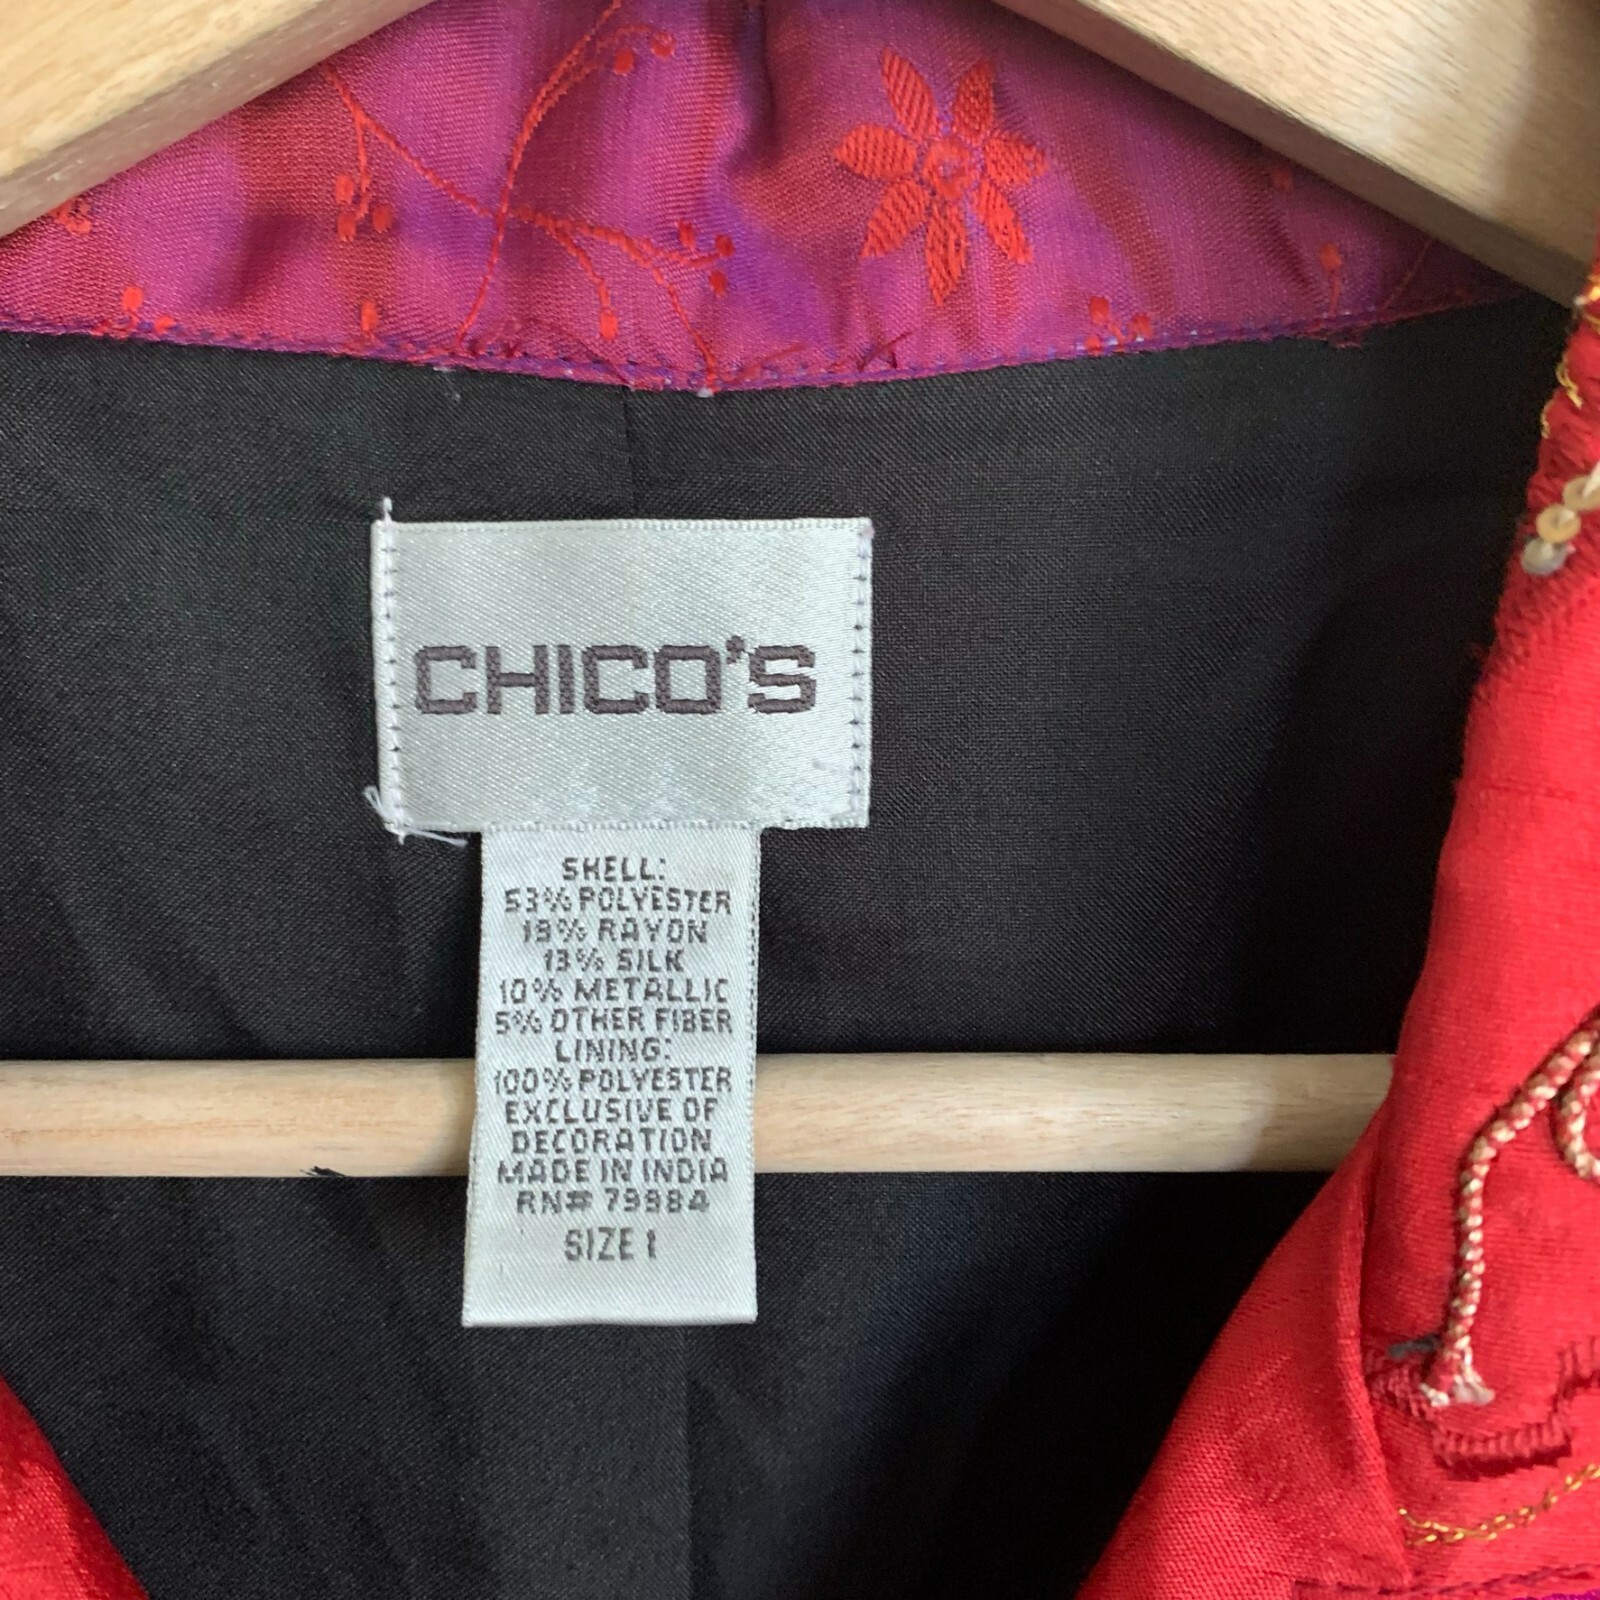 CHICO'S
SHELL:
53% POLYESTER
19% RAYON
13% SILK
10% METALLIC
5% OTHER FIBER
LINING:
100% POLYESTER
EXCLUSIVE OF
DECORATION
MADE IN INDIA
RN# 79984
SIZE 1